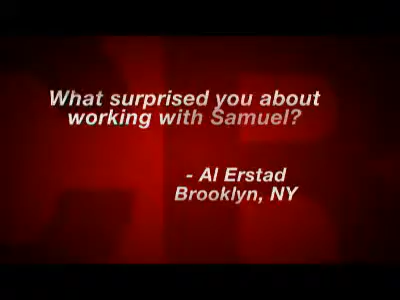 What surprised you about
working with Samuel?
- Al Erstad
Brooklyn, NY